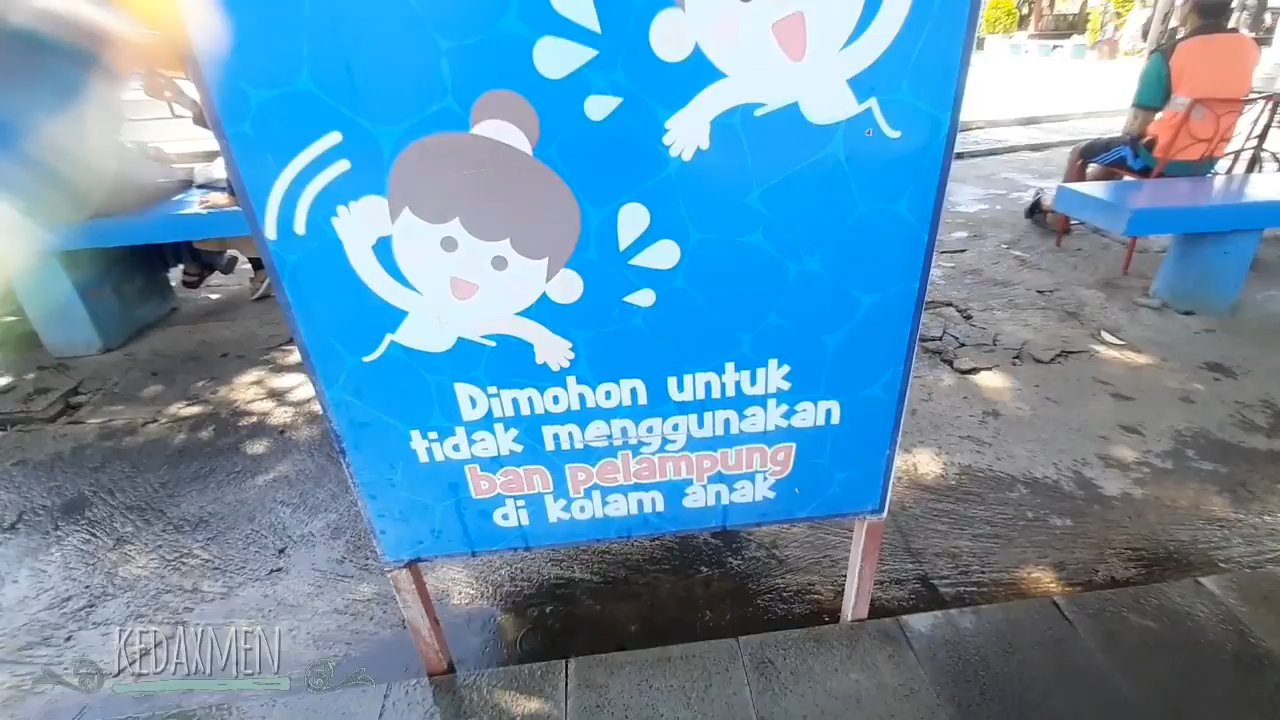 Dimohon untuk
tidak menggunakan
ban pelampung
di kolam anak
KEDAXMEN